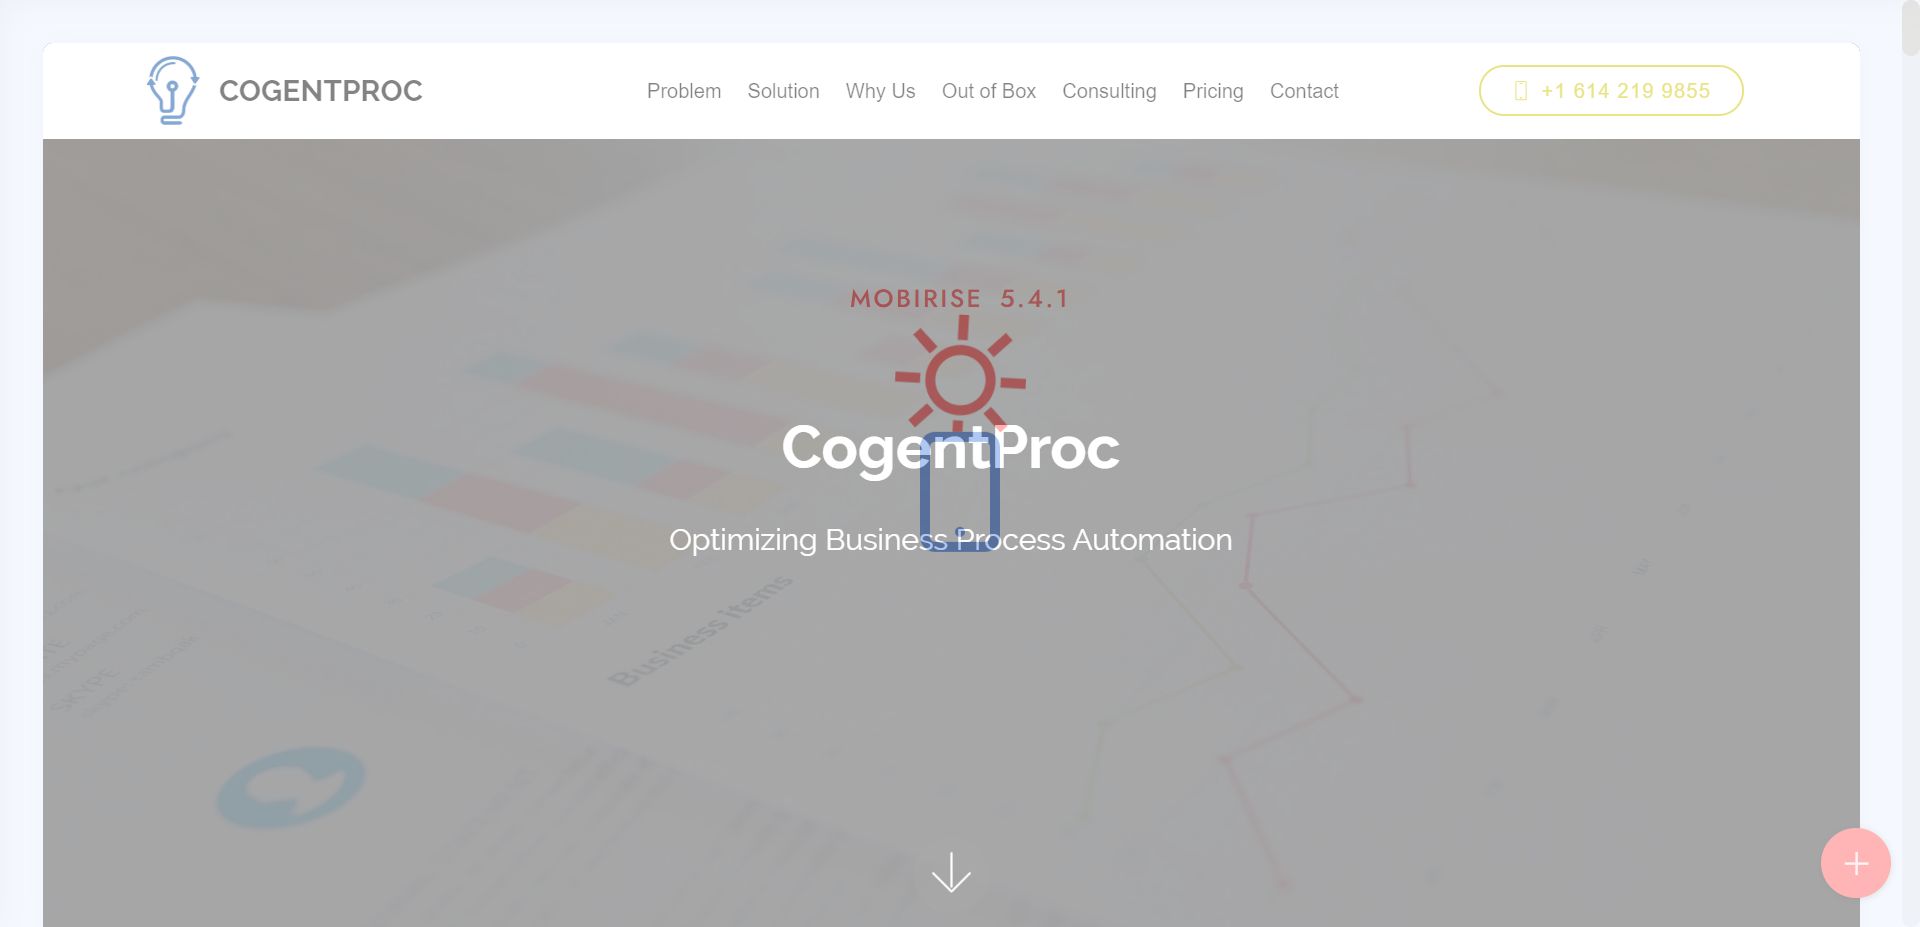 COGENTPROC
Problem Solution Why Us Out of Box Consulting Pricing Contact
+1 614 219 9855
MOBIRISE 5.4.1
CogentProc
Optimizing Business Process Automation
Business items
SKYPE